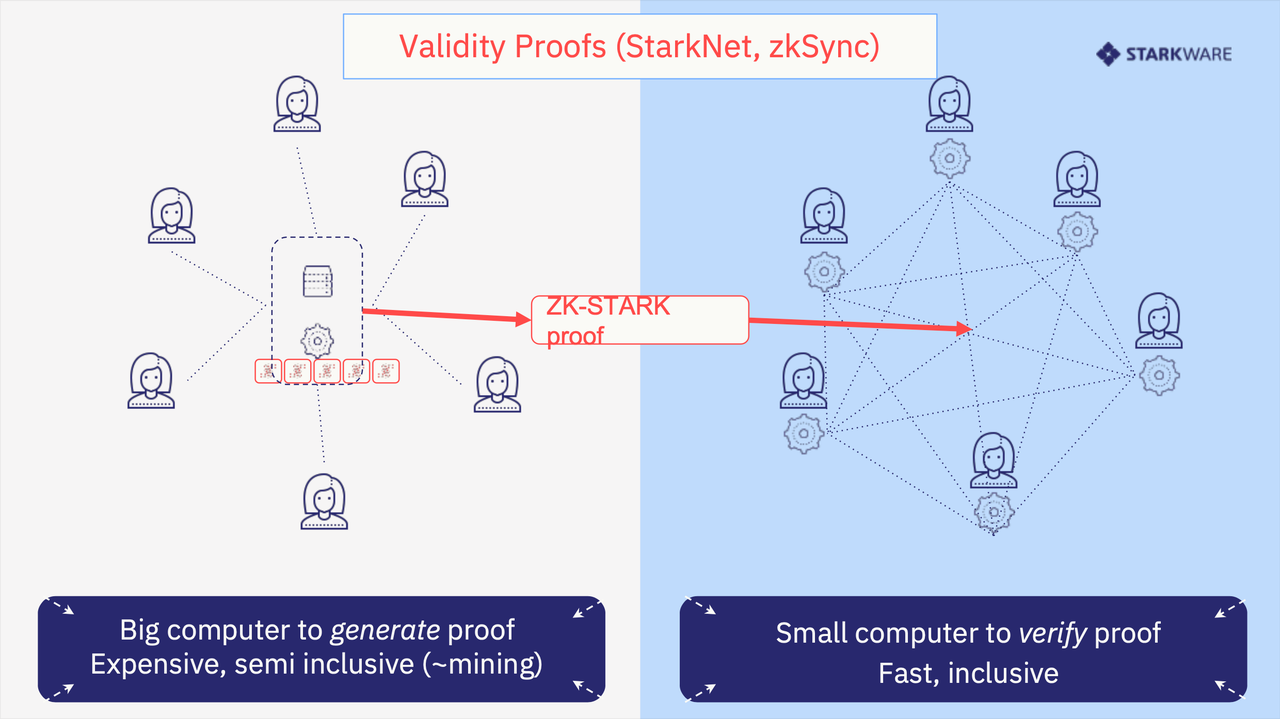 Validity Proofs (StarkNet, zkSync)
STARKWARE
ZK-STARK
proof
Big computer to generate proof
Expensive, semi inclusive (~mining)
Small computer to verify proof
Fast, inclusive